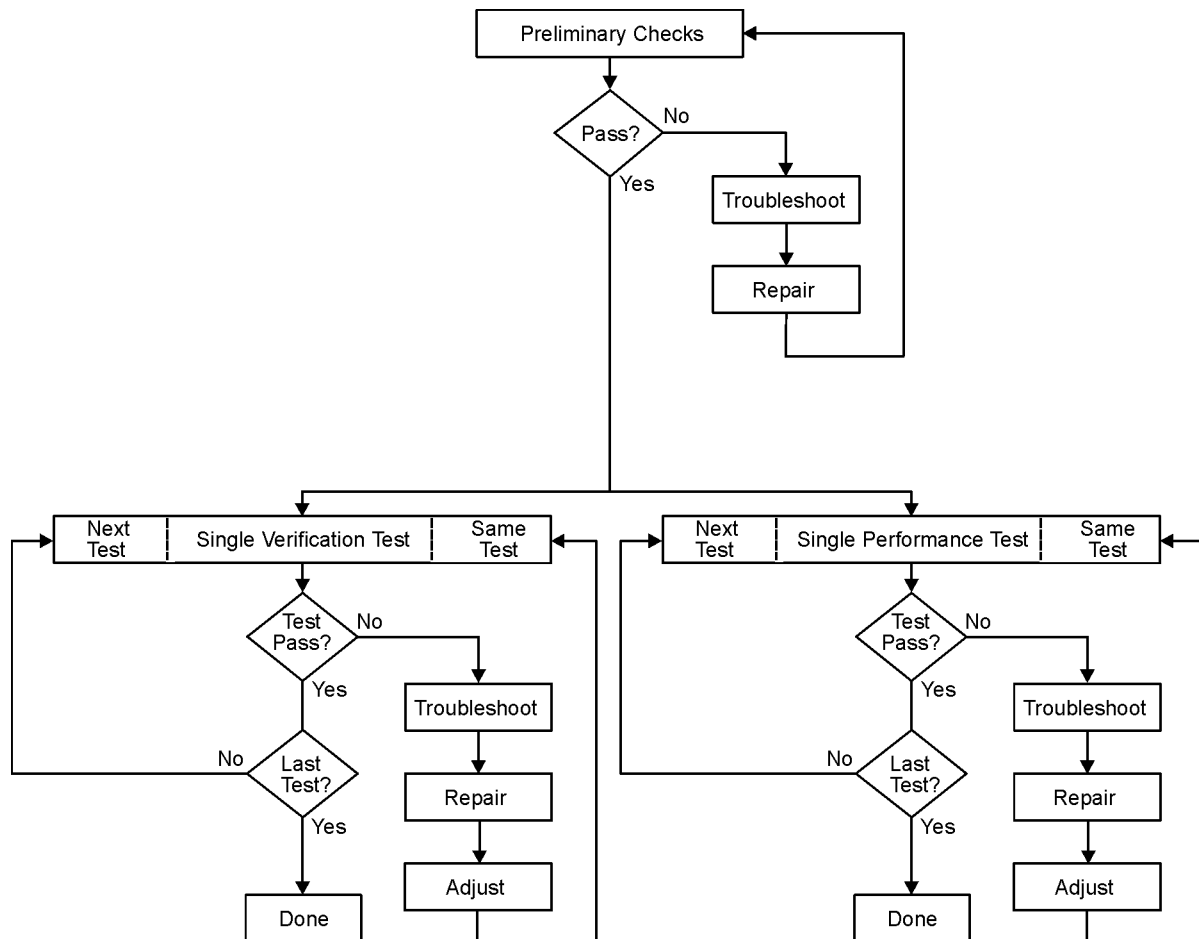 Preliminary Checks
Pass?
No
Yes
Troubleshoot
Repair
Next
Test
Single Verification Test
Same
Test
Test
Pass?
No
Yes
Troubleshoot
No
Last
Test?
Yes
Repair
Adjust
Done
Next
Test
Single Performance Test
Same
Test
Test
Pass?
No
Yes
Troubleshoot
No
Last
Test?
Yes
Repair
Adjust
Done